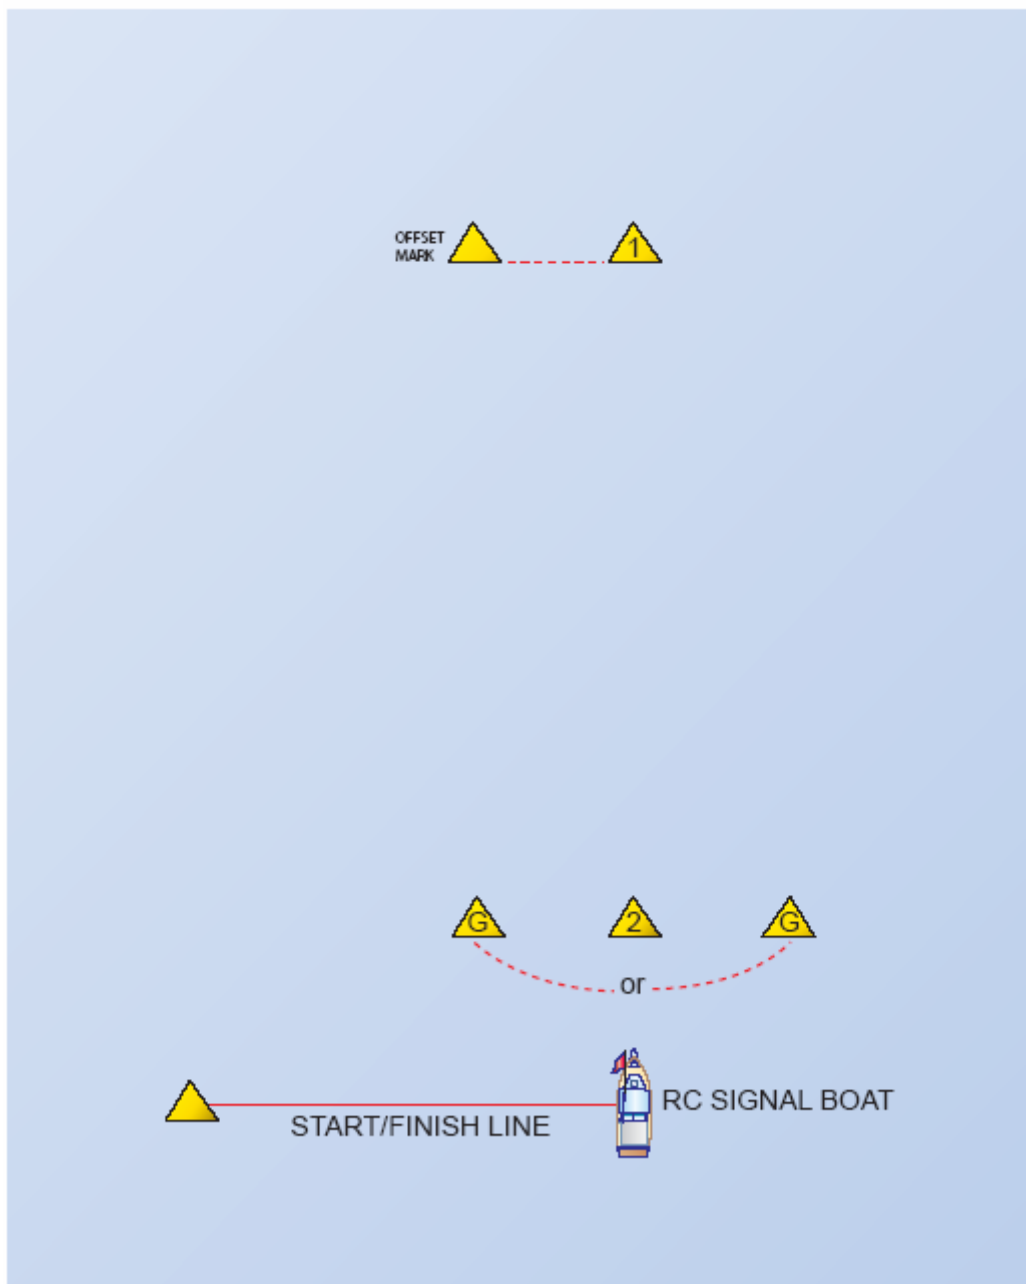 OFFSET
MARK
1
G
2
G
or
RC SIGNAL BOAT
START/FINISH LINE